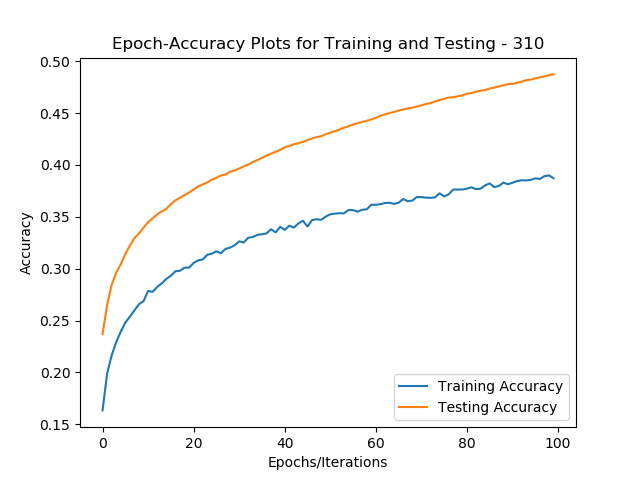 Epoch-Accuracy Plots for Training and Testing - 310
0.50
0.45
0.40
0.35
0.30
0.25
0.20
0.15
Accuracy
0
20
40
60
80
100
Epochs/Iterations
Training Accuracy
Testing Accuracy